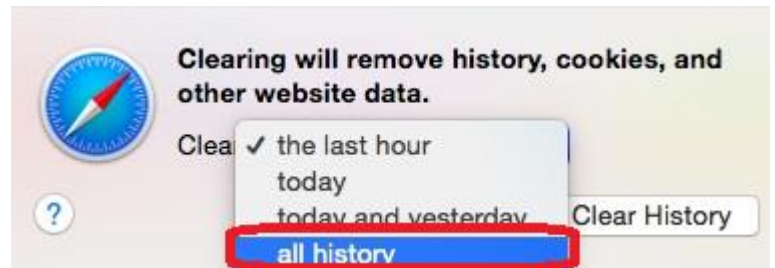 Clearing will remove history, cookies, and
other website data.
Clea ✓ the last hour
today
today and yesterday
Clear History
all history
?